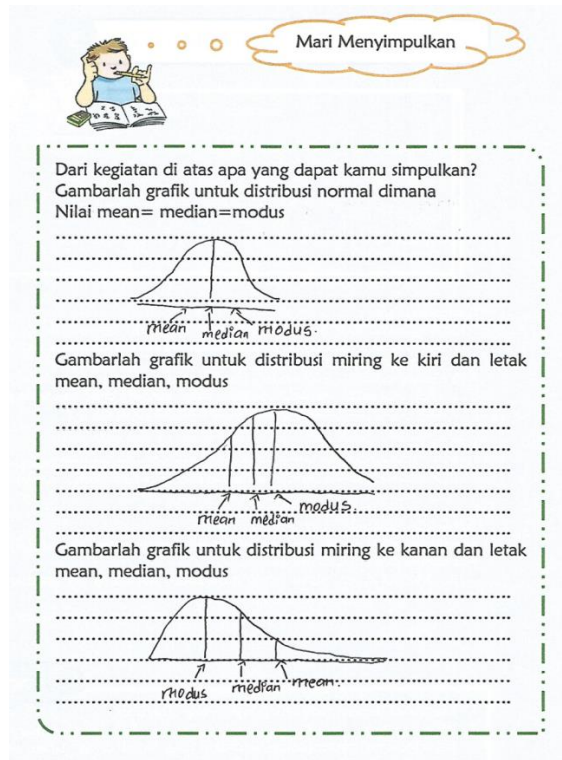 Mari Menyimpulkan
Dari kegiatan di atas apa yang dapat kamu simpulkan?
Gambarlah grafik untuk distribusi normal dimana
Nilai mean= median=modus
mean median modus.
Gambarlah grafik untuk distribusi miring ke kiri dan letak
mean, median, modus
mean median modus.
Gambarlah grafik untuk distribusi miring ke kanan dan letak
mean, median, modus
modus median mean.